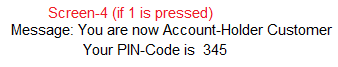 Screen-4 (if 1 is pressed)
Message: You are now Account-Holder Customer
Your PIN-Code is 345